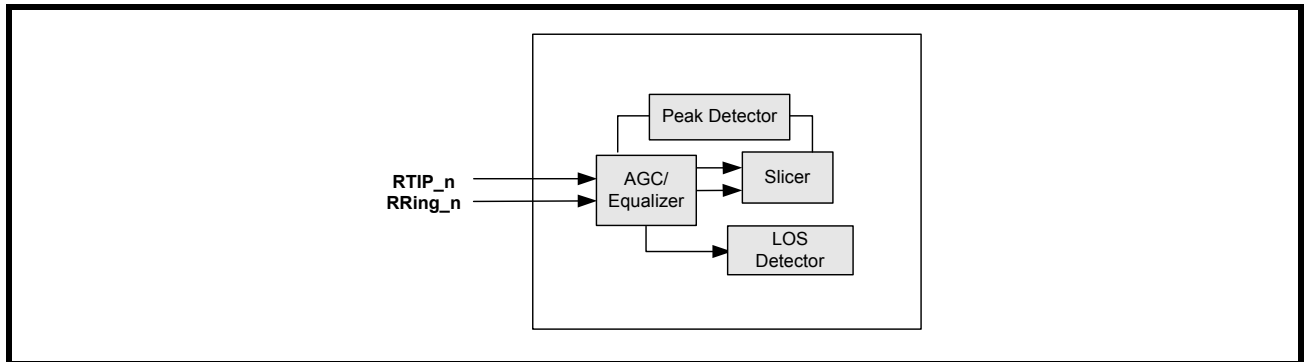 Peak Detector
RTIP_n
RRing_n
AGC/
Equalizer
Slicer
LOS
Detector